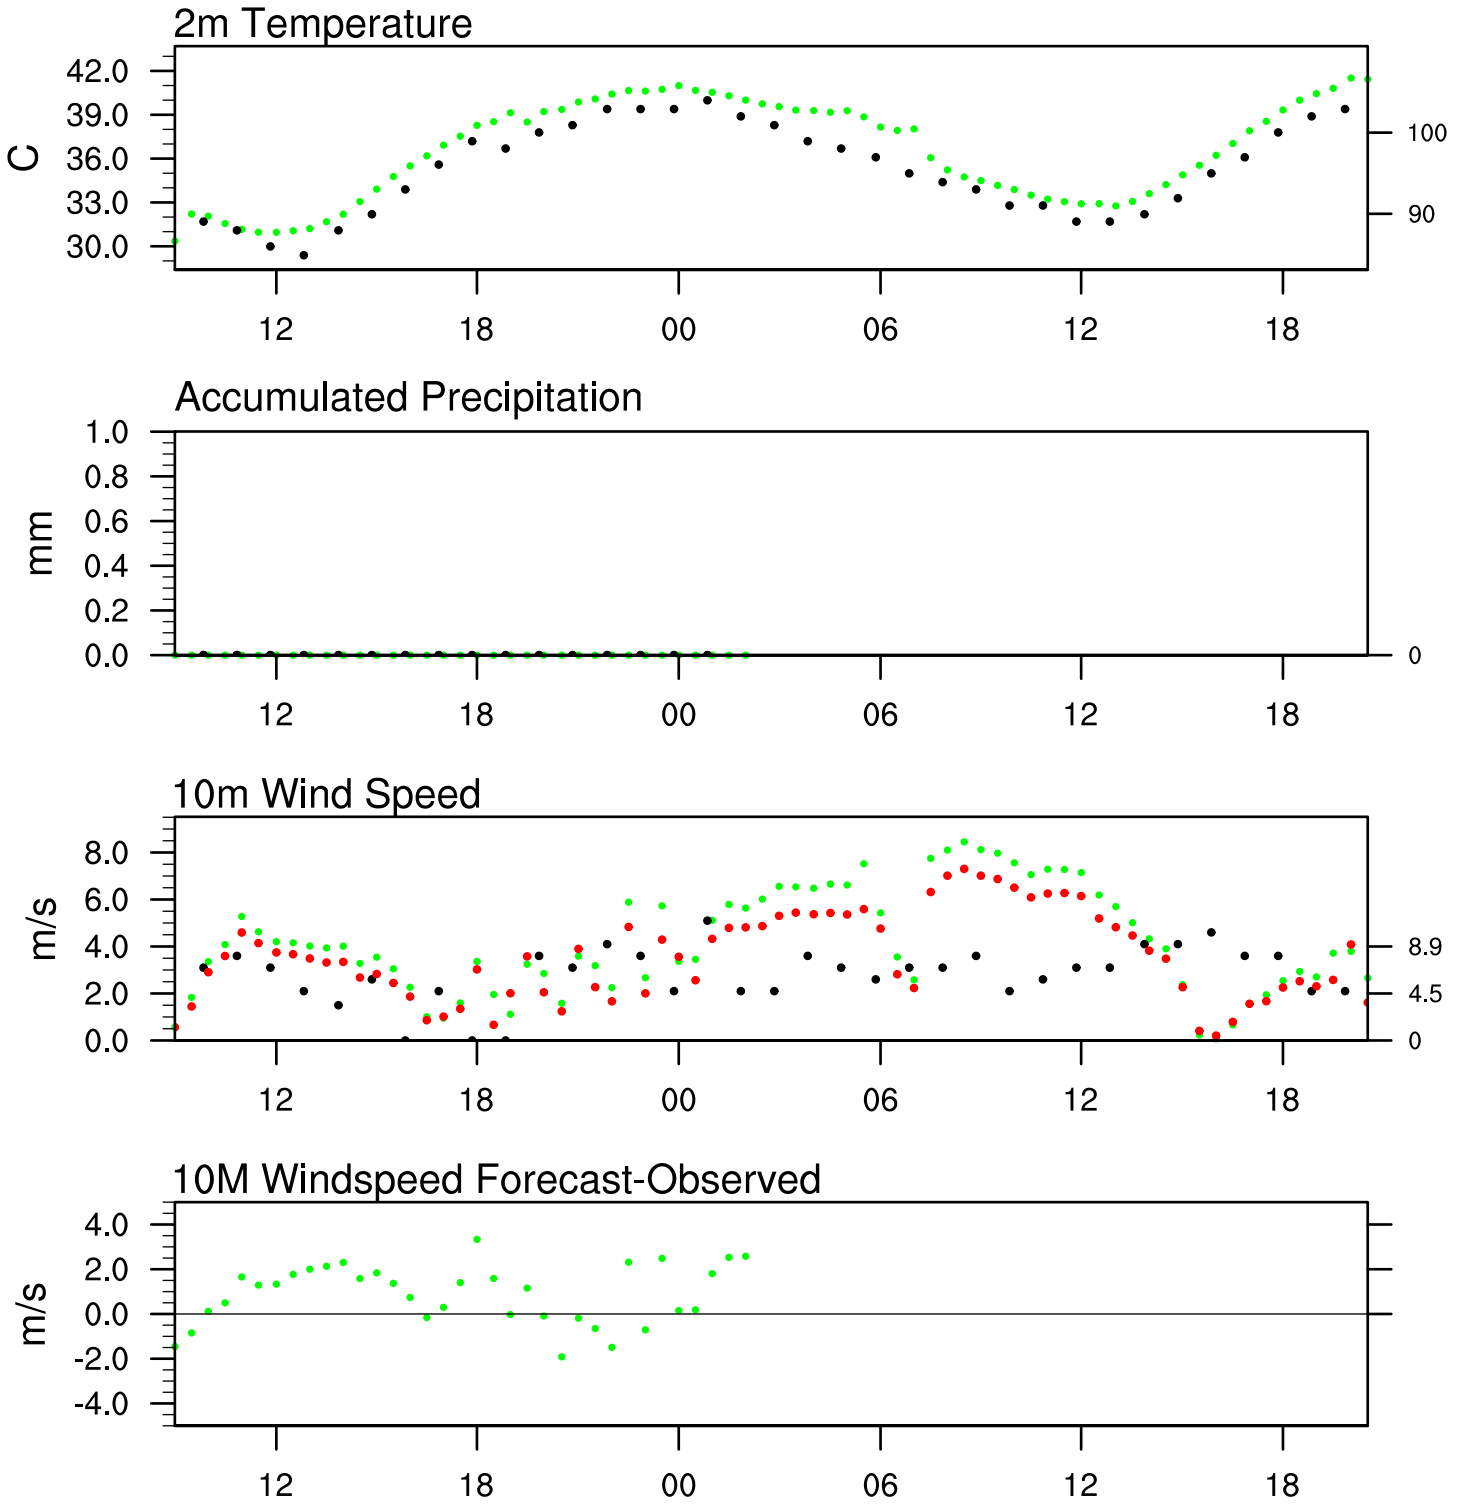 2m Temperature
42.0
39.0
36.0
33.0
30.0
C
100
90
12 18 00 06 12 18
Accumulated Precipitation
1.0
0.8
0.6
0.4
0.2
0.0
mm
0
12 18 00 06 12 18
10m Wind Speed
8.0
6.0
4.0
2.0
0.0
m/s
8.9
4.5
0
12 18 00 06 12 18
10M Windspeed Forecast-Observed
4.0
2.0
0.0
-2.0
-4.0
m/s
12 18 00 06 12 18